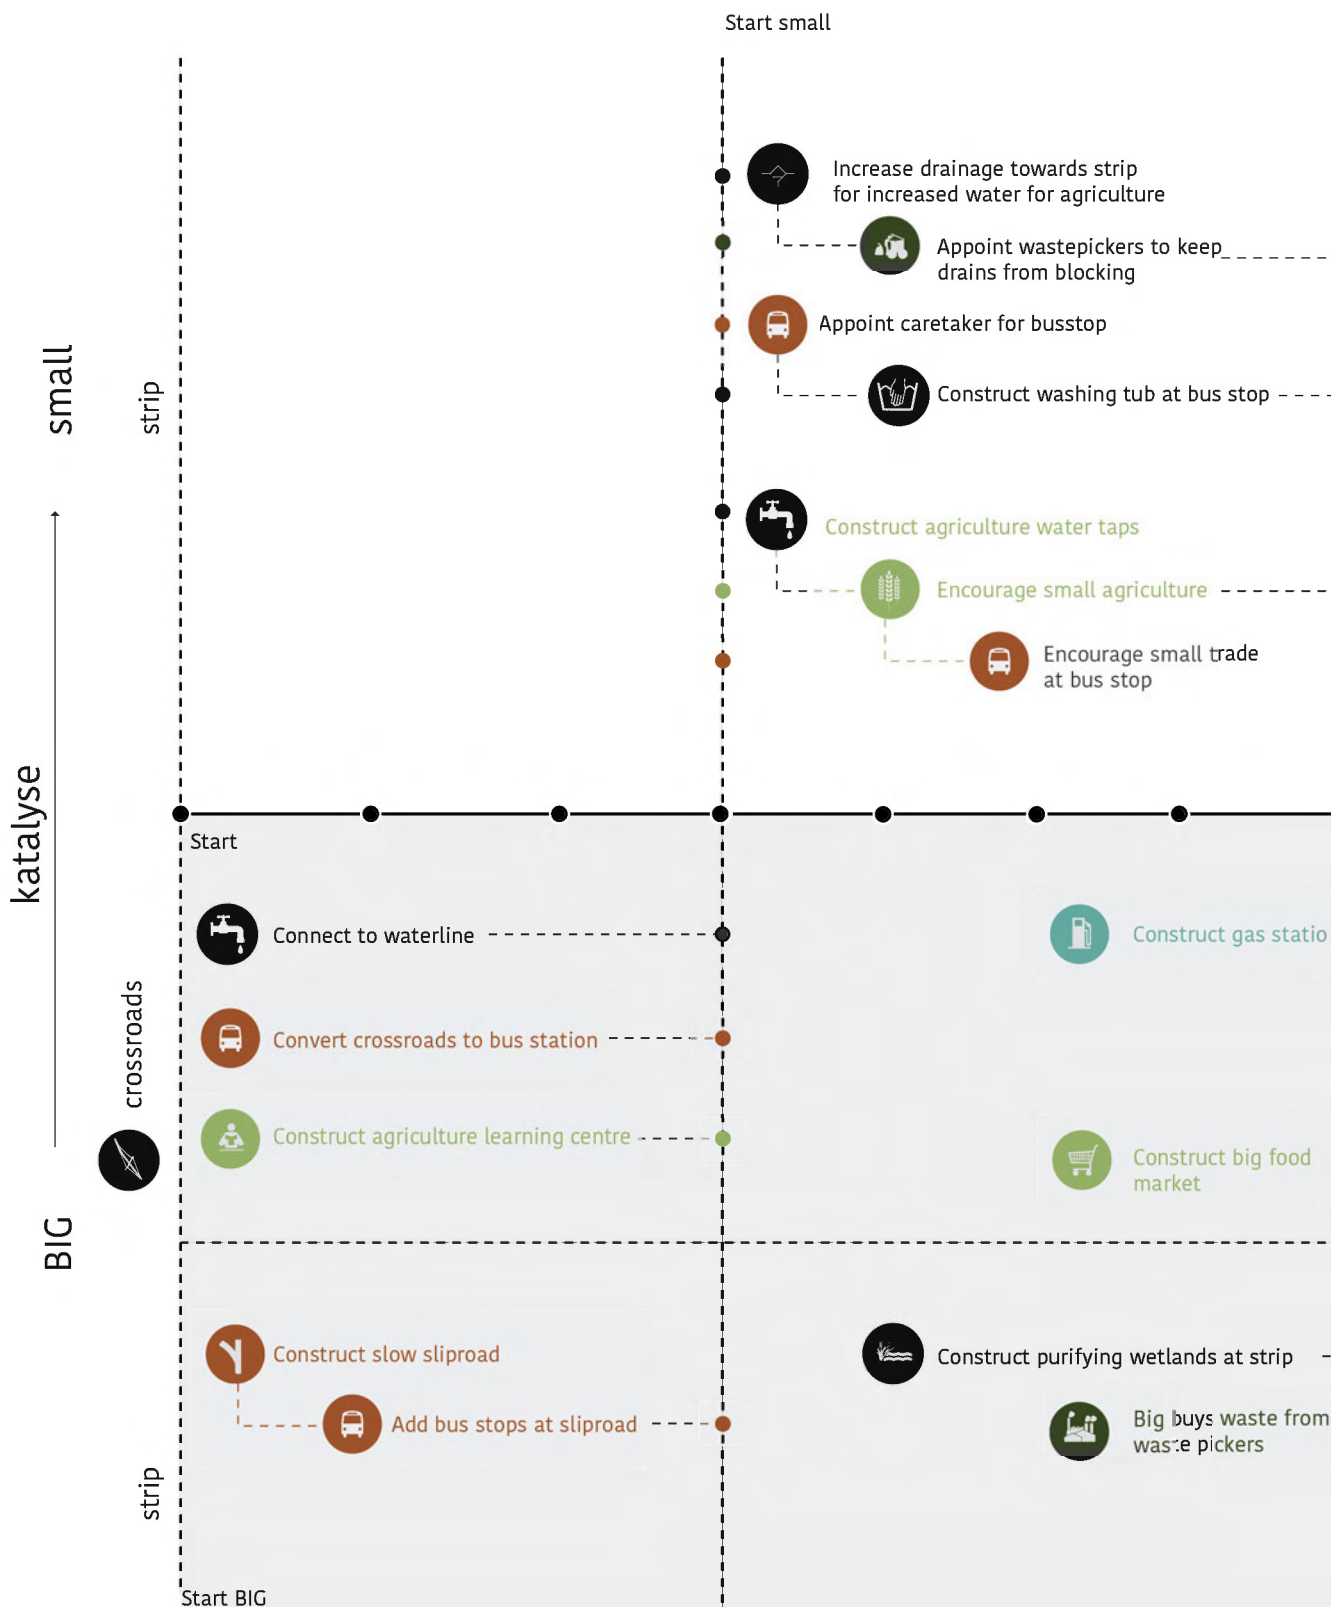 Start small
Increase drainage towards strip
for increased water for agriculture
Appoint wastepickers to keep
drains from blocking
Appoint caretaker for busstop
small
strip
Construct washing tub at bus stop
Construct agriculture water taps
Encourage small agriculture
Encourage small trade
at bus stop
katalyse
Start
Connect to waterline
Construct gas statio
crossroads
Convert crossroads to bus station
Construct agriculture learning centre
Construct big food
market
BIG
Construct slow sliproad
Construct purifying wetlands at strip
Add bus stops at sliproad
Big buys waste from
waste pickers
strip
Start BIG